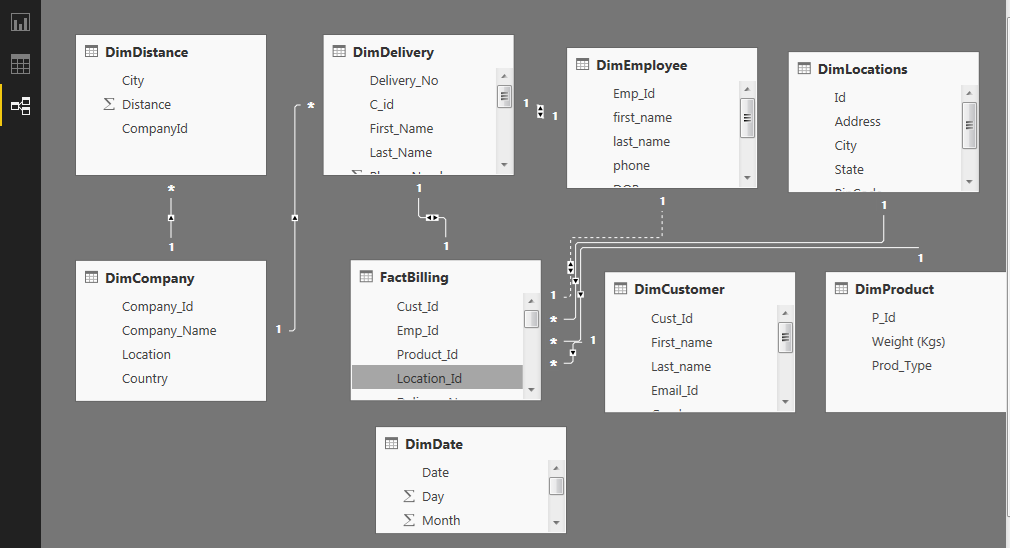 DimDistance
City
Distance
CompanyId
DimDelivery
Delivery_No
C_id
First_Name
Last_Name
DimEmployee
Emp_Id
first_name
last_name
phone
DimLocations
Id
Address
City
State
* 1 1
* 1 1 1
1 1 1
DimCompany
Company_Id
Company_Name
Location
Country
1
FactBilling
Cust_Id
Emp_Id
Product_Id
Location_Id
1
*
* 1
*
DimCustomer
Cust_Id
First_name
Last_name
Email_Id
DimProduct
P_Id
Weight (Kgs)
Prod_Type
DimDate
Date
Σ Day
Σ Month